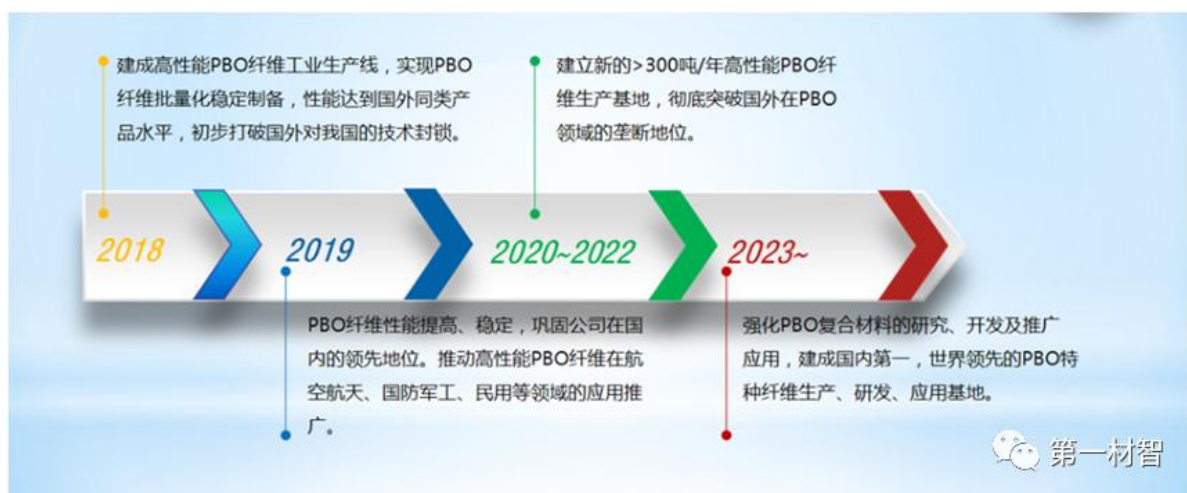 建成高性能PBO纤维工业生产线，实现PBO
纤维批量化稳定制备，性能达到国外同类产
品水平，初步打破国外对我国的技术封锁。
建立新的>300吨/年高性能PBO纤
维生产基地，彻底突破国外在PBO
领域的垄断地位。
2018
2019
2020~2022
2023~
PBO纤维性能提高、稳定，巩固公司在国
内的领先地位。推动高性能PBO纤维在航
空航天、国防军工、民用等领域的应用推
广。
强化PBO复合材料的研究、开发及推广
应用，建成国内第一，世界领先的PBO特
种纤维生产、研发、应用基地。
第一材智